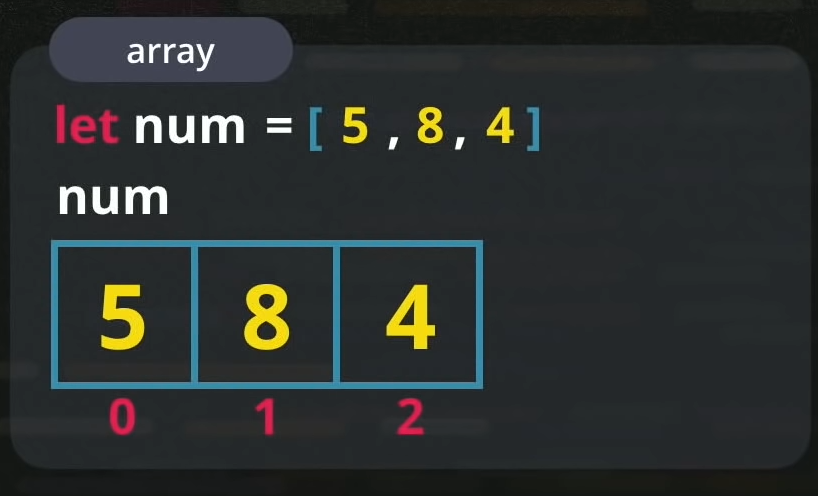 array
let num = [ 5 , 8 , 4 ]
num
5 8 4
0 1 2